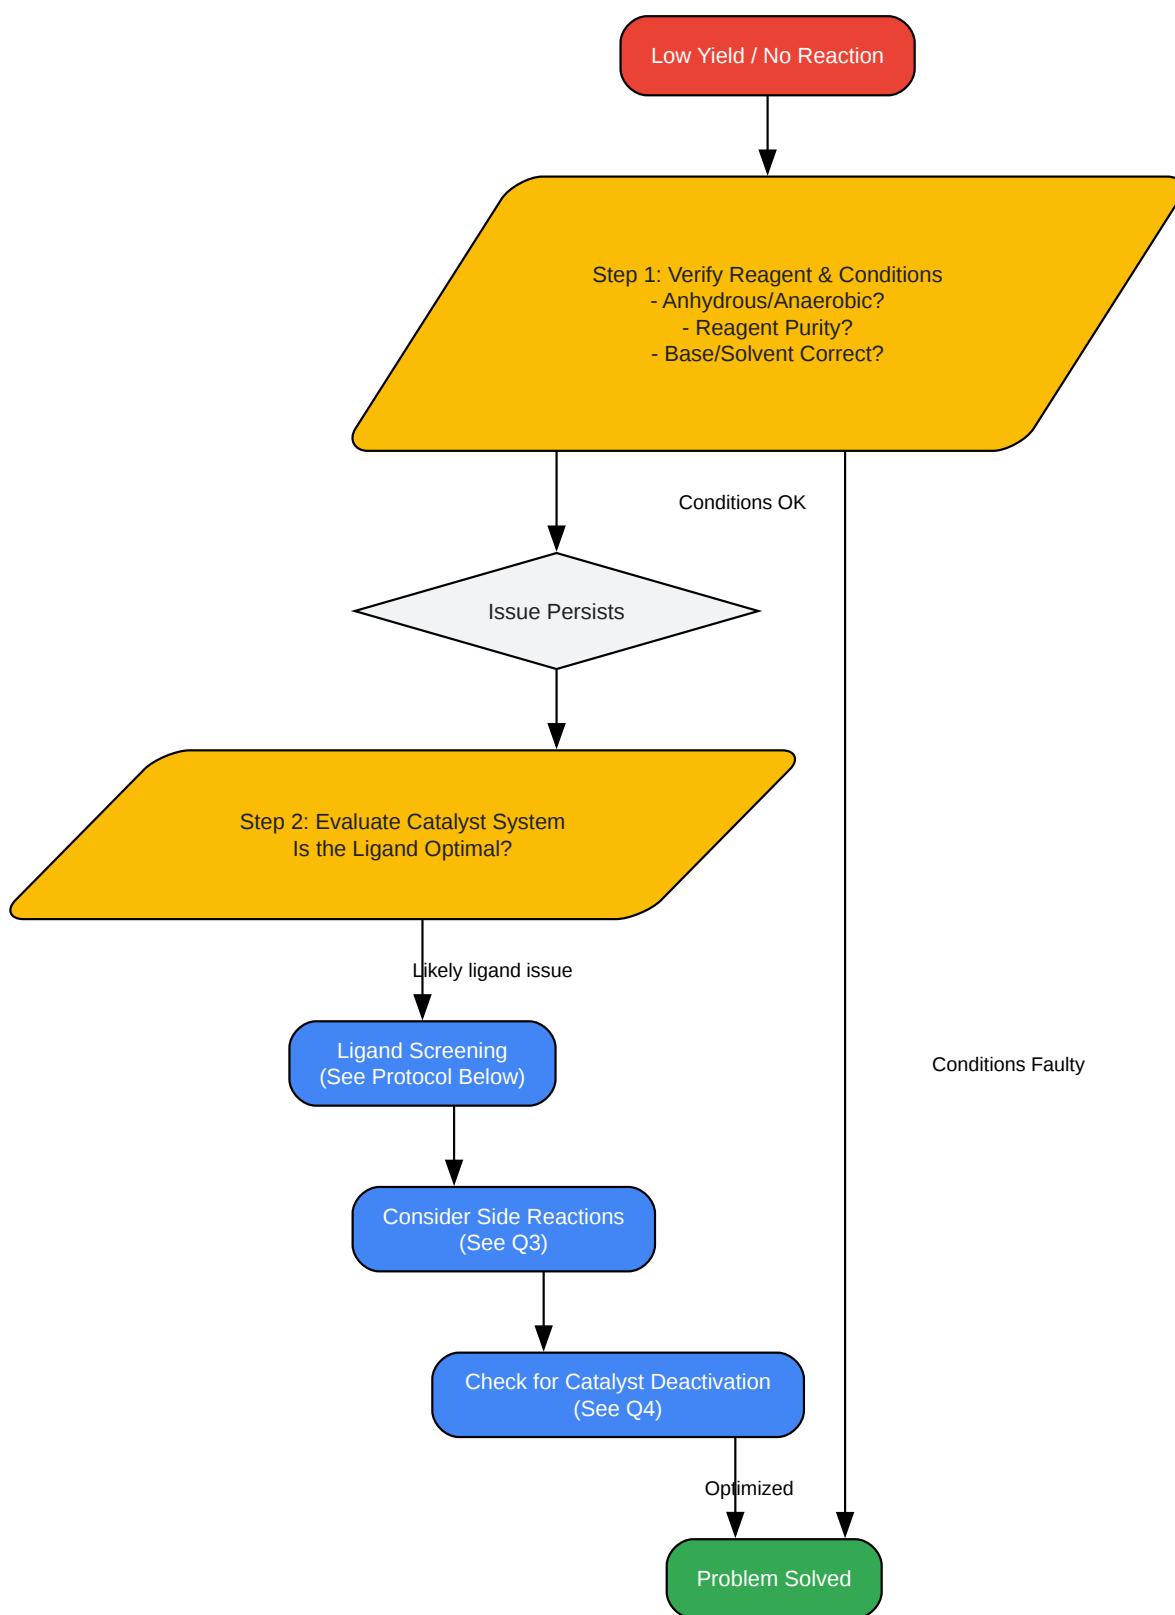 Low Yield / No Reaction
Step 1: Verify Reagent & Conditions
- Anhydrous/Anaerobic?
- Reagent Purity?
- Base/Solvent Correct?
Conditions OK
Issue Persists
Step 2: Evaluate Catalyst System
Is the Ligand Optimal?
Likely ligand issue
Ligand Screening
(See Protocol Below)
Conditions Faulty
Consider Side Reactions
(See Q3)
Check for Catalyst Deactivation
(See Q4)
Optimized
Problem Solved